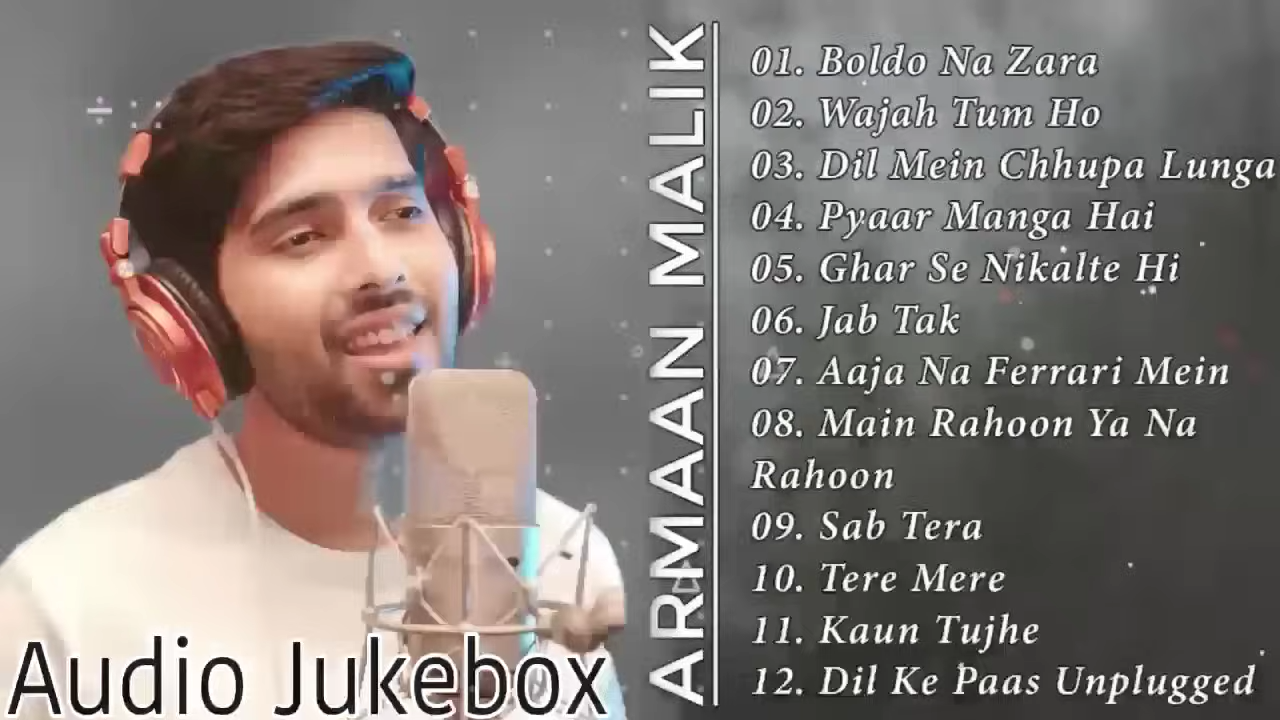 Audio Jukebox
ARMAAN MALIK
01. Boldo Na Zara
02. Wajah Tum Ho
03. Dil Mein Chhupa Lunga
04. Pyaar Manga Hai
05. Ghar Se Nikalte Hi
06. Jab Tak
07. Aaja Na Ferrari Mein
08. Main Rahoon Ya Na
Rahoon
09. Sab Tera
10. Tere Mere
11. Kaun Tujhe
12. Dil Ke Paas Unplugged